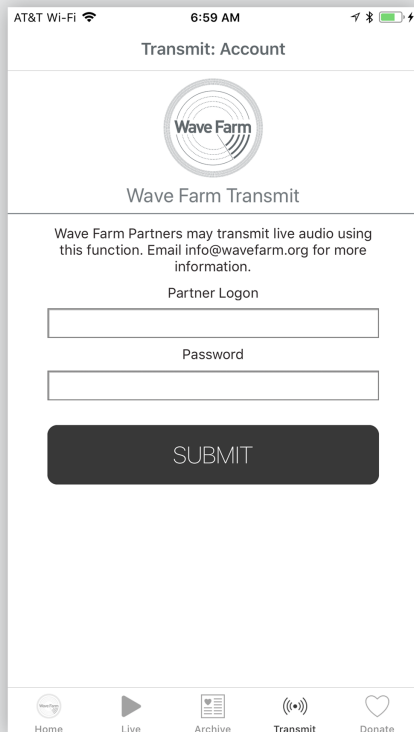 AT&T Wi-Fi 6:59 AM
Transmit: Account
Wave Farm
Wave Farm Transmit
Wave Farm Partners may transmit live audio using
this function. Email info@wavefarm.org for more
information.
Partner Logon
Password
SUBMIT
Wave Farm
Home Live Archive Transmit Donate